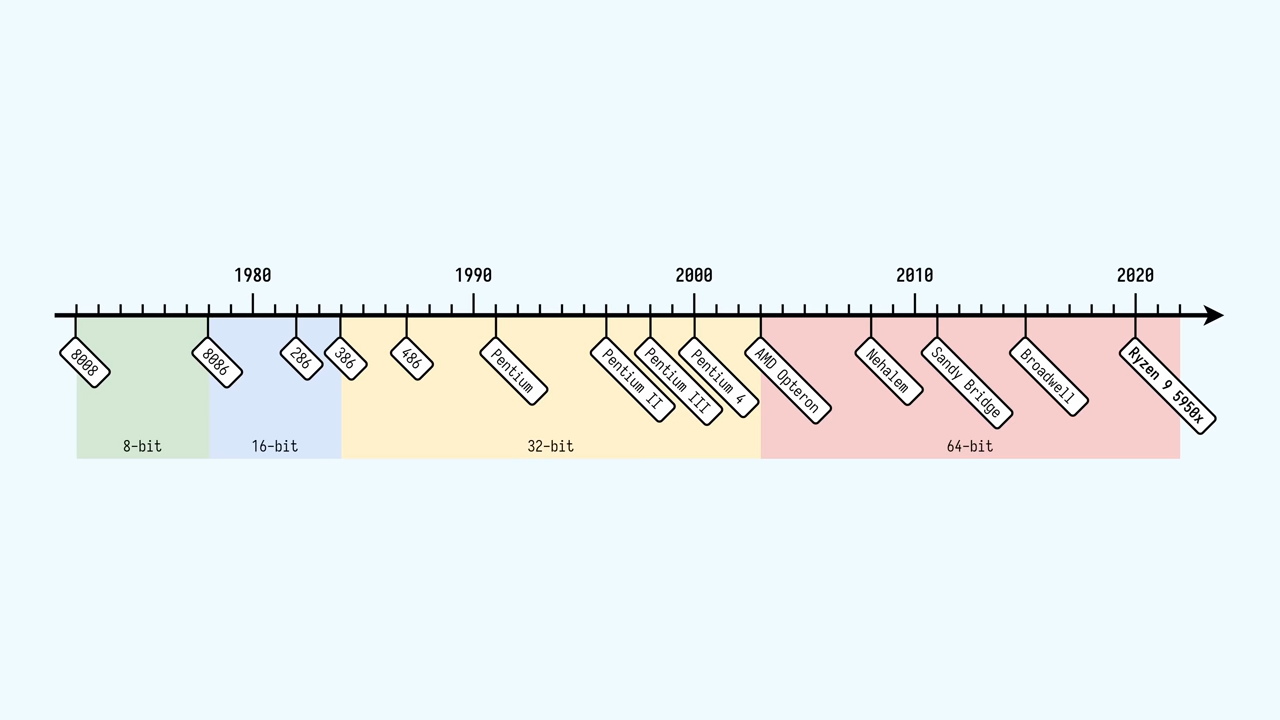 1980
1990
2000
2010
2020
8008
8086
286
386
486
Pentium
Pentium II
Pentium III
Pentium 4
AMD Opteron
Nehalem
Sandy Bridge
Broadwell
Ryzen 9 5950x
8-bit
16-bit
32-bit
64-bit